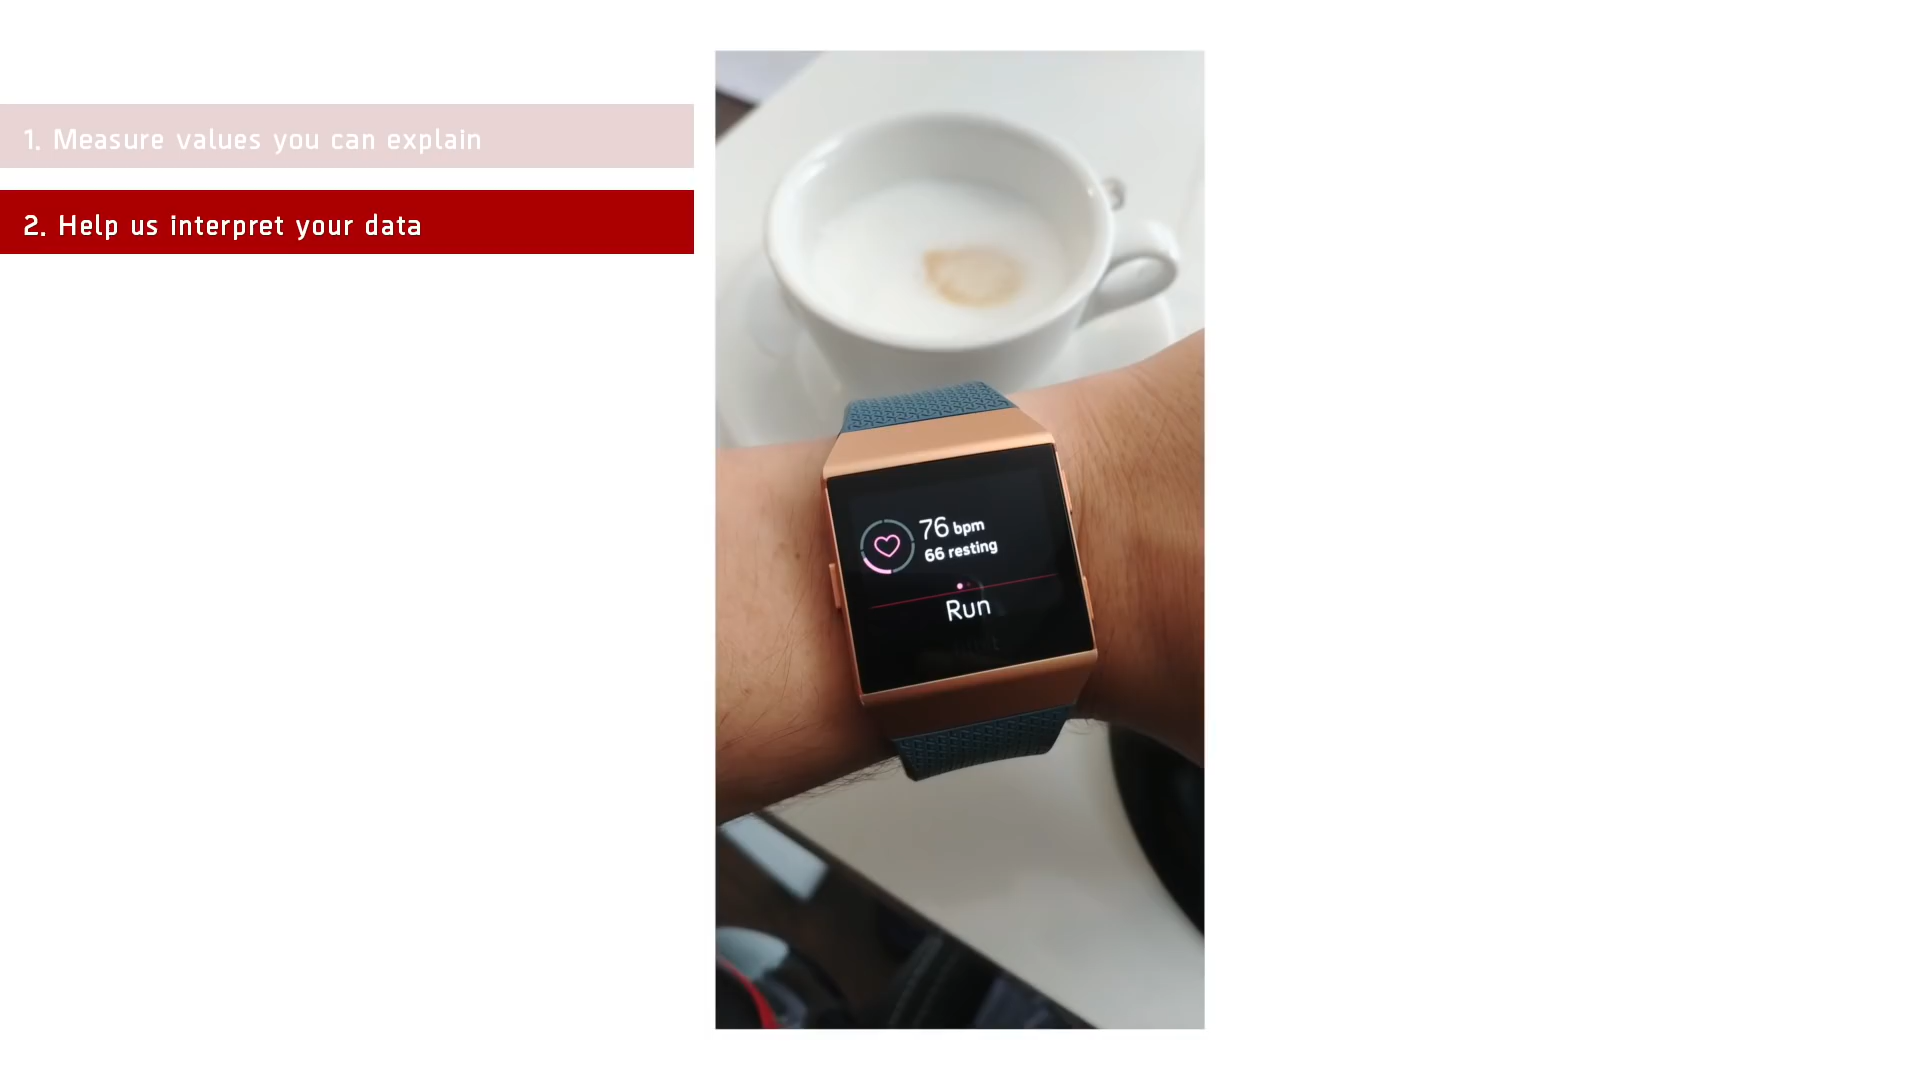 1. Measure values you can explain
2. Help us interpret your data
76 bpm
66 resting
Run